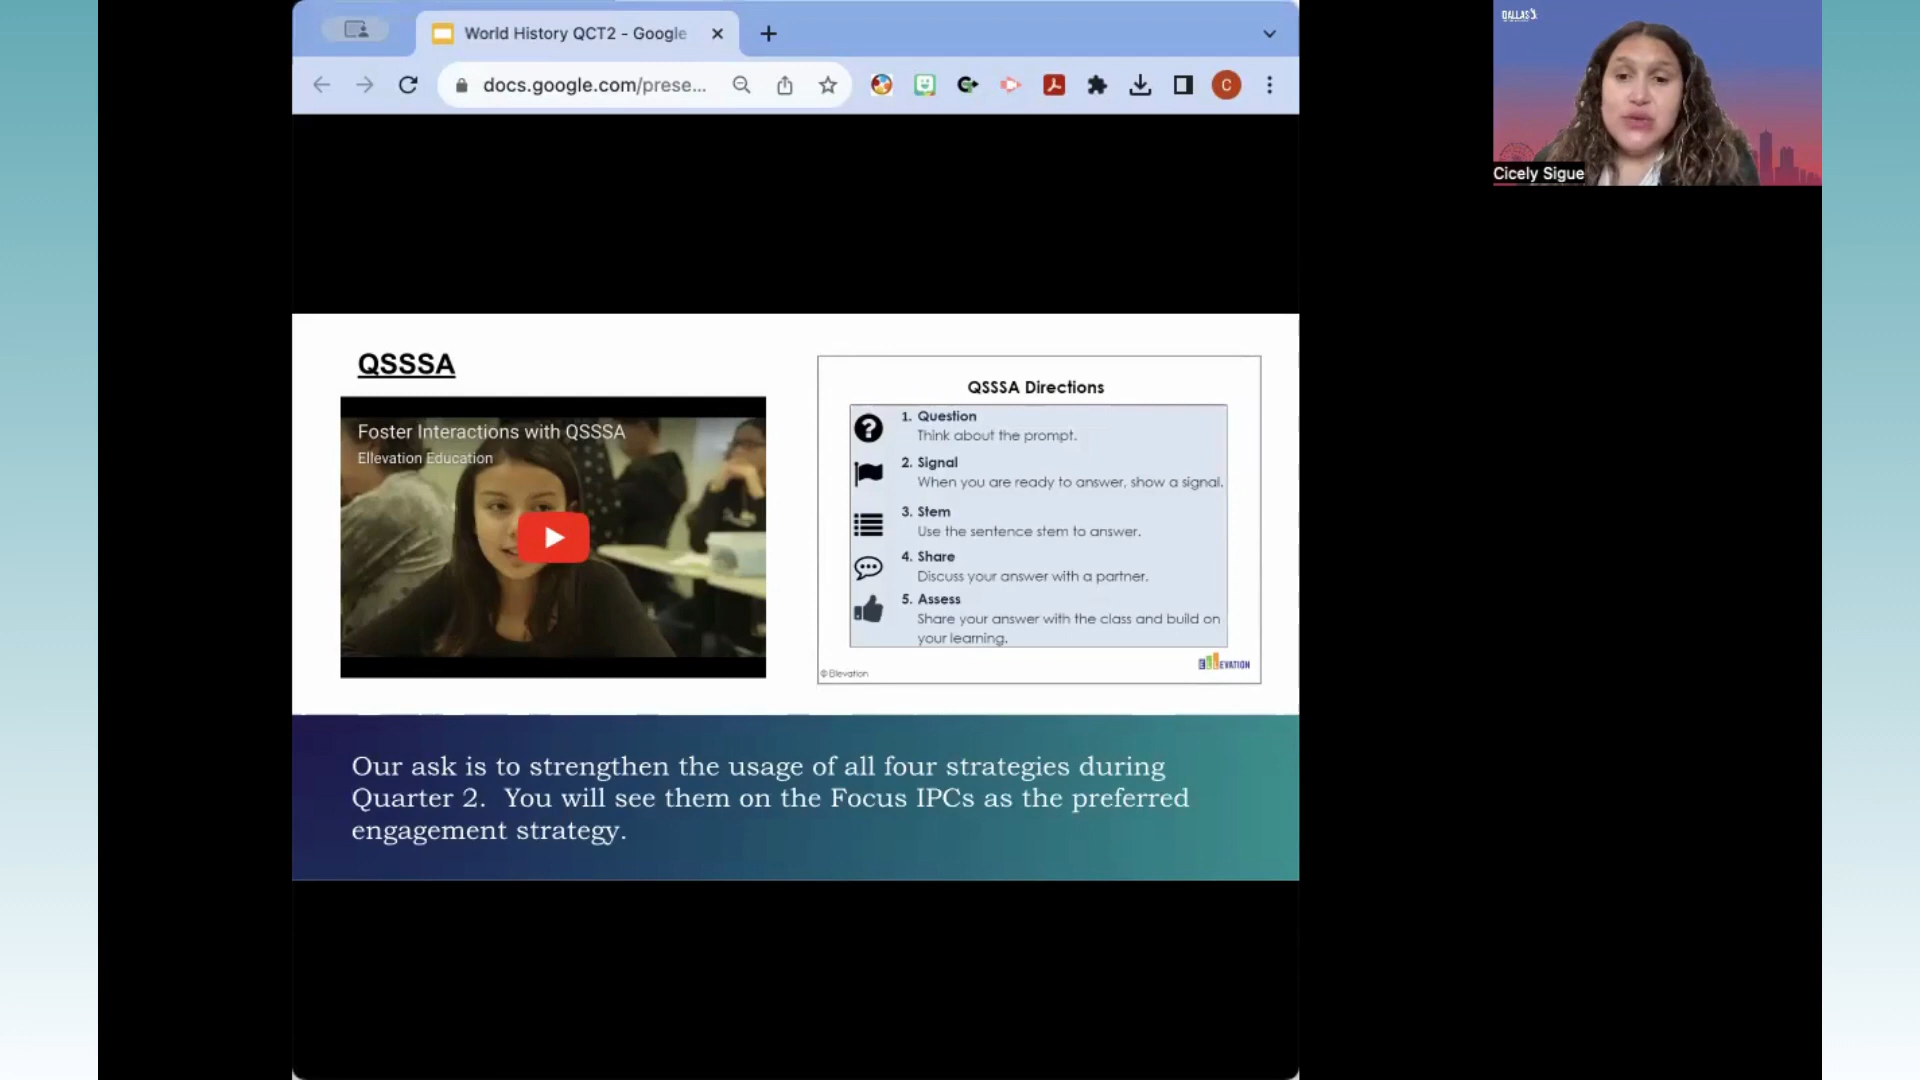 World History QCT2 - Google
docs.google.com/prese...
C
DALLAS
Cicely Sigue
QSSSA
Foster Interactions with QSSSA
Ellevation Education
QSSSA Directions
1. Question
Think about the prompt.
2. Signal
When you are ready to answer, show a signal.
3. Stem
Use the sentence stem to answer.
4. Share
Discuss your answer with a partner.
5. Assess
Share your answer with the class and build on
your learning.
ELLEVATION
© Ellevation
Our ask is to strengthen the usage of all four strategies during
Quarter 2. You will see them on the Focus IPCs as the preferred
engagement strategy.